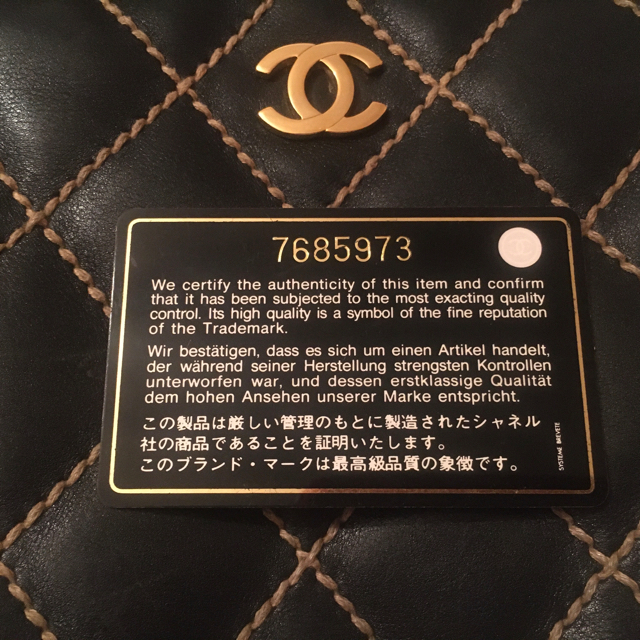 7685973
We certify the authenticity of this item and confirm
that it has been subjected to the most exacting quality
control. Its high quality is a symbol of the fine reputation
of the Trademark.
Wir bestätigen, dass es sich um einen Artikel handelt,
der während seiner Herstellung strengsten Kontrollen
unterworfen war, und dessen erstklassige Qualität
dem hohen Ansehen unserer Marke entspricht.
この製品は厳しい管理のもとに製造されたシャネル
社の商品であることを証明いたします。
このブランド・マークは最高級品質の象徴です。
SYSTEME BREVETE